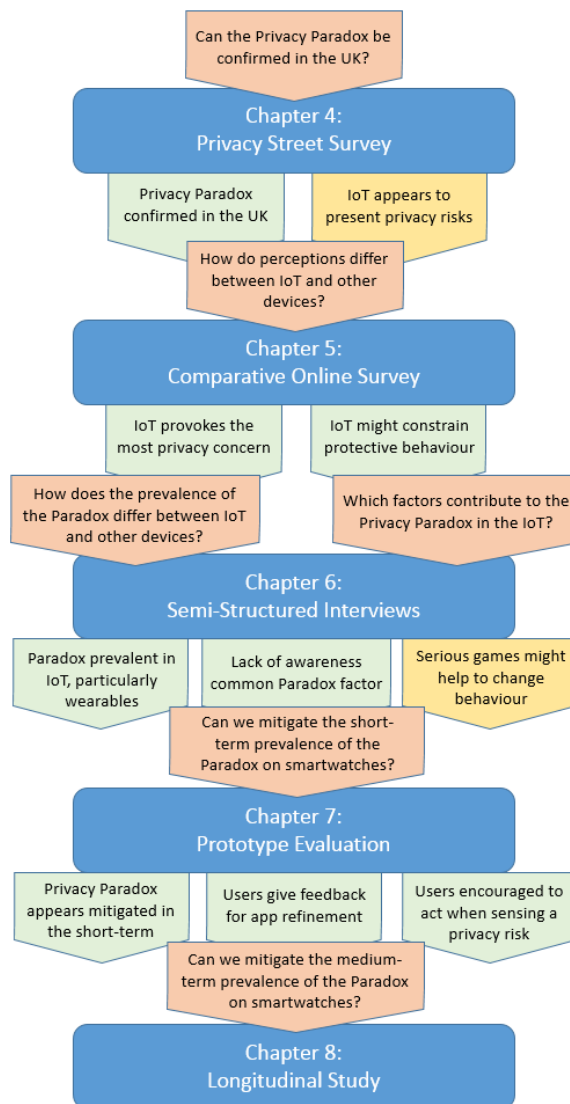 Can the Privacy Paradox be
confirmed in the UK?
Chapter 4:
Privacy Street Survey
Privacy Paradox
confirmed in the UK
IoT appears to
present privacy risks
How do perceptions differ
between IoT and other
devices?
Chapter 5:
Comparative Online Survey
IoT provokes the
most privacy concern
IoT might constrain
protective behaviour
How does the prevalence of
the Paradox differ between IoT
and other devices?
Which factors contribute to the
Privacy Paradox in the IoT?
Chapter 6:
Semi-Structured Interviews
Paradox prevalent in
IoT, particularly
wearables
Lack of awareness
common Paradox factor
Serious games might
help to change
behaviour
Can we mitigate the short-
term prevalence of the
Paradox on smartwatches?
Chapter 7:
Prototype Evaluation
Privacy Paradox
appears mitigated in
the short-term
Users give feedback
for app refinement
Users encouraged to
act when sensing a
privacy risk
Can we mitigate the medium-
term prevalence of the Paradox
on smartwatches?
Chapter 8:
Longitudinal Study